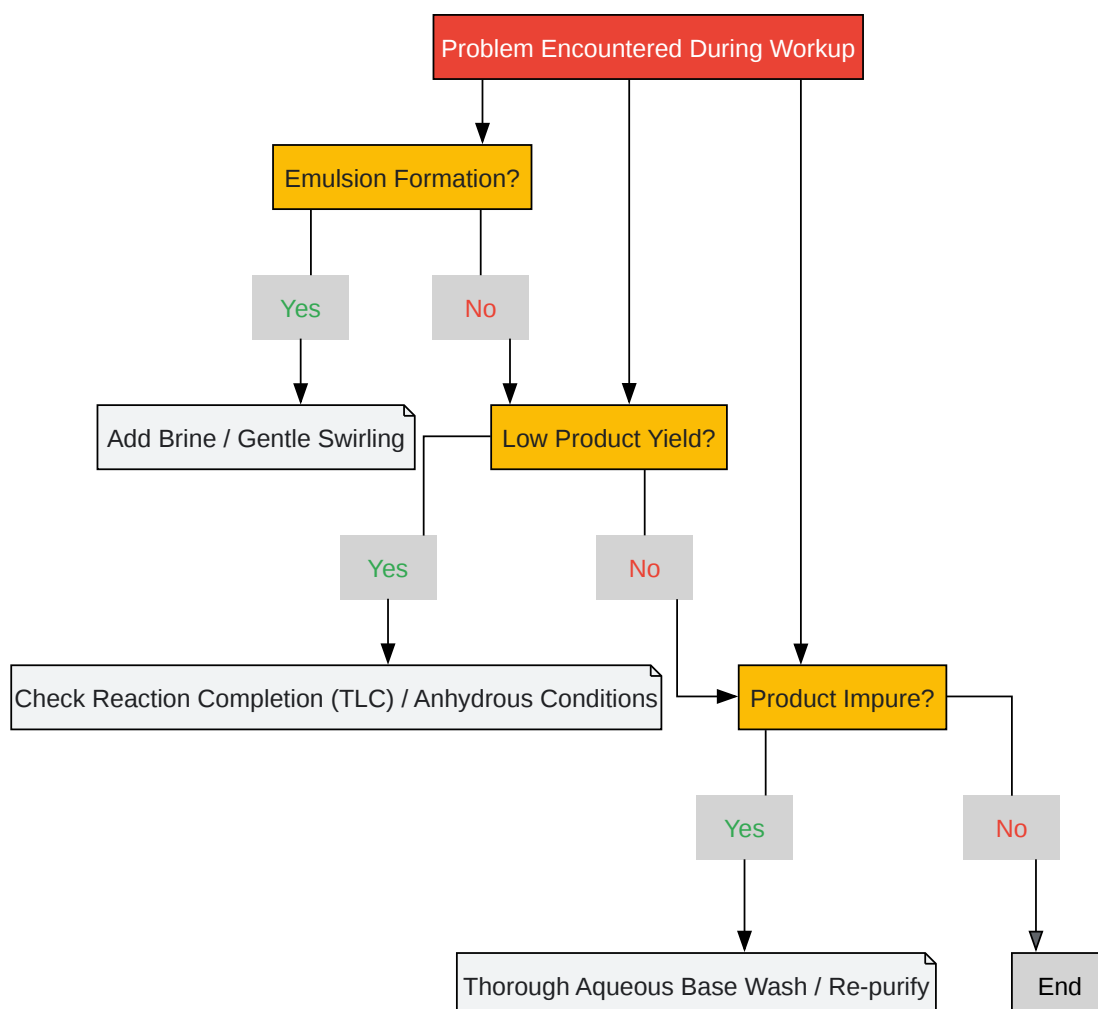 Problem Encountered During Workup
Emulsion Formation?
Yes
No
Add Brine / Gentle Swirling
Low Product Yield?
Yes
No
Check Reaction Completion (TLC) / Anhydrous Conditions
Product Impure?
Yes
No
Thorough Aqueous Base Wash / Re-purify
End